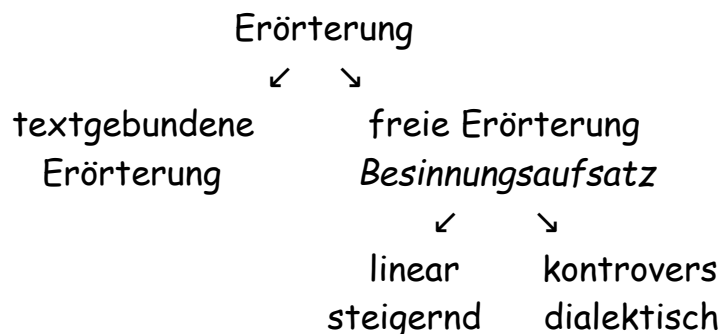 Erörterung
↙ ↘
textgebundene freie Erörterung
Erörterung Besinnungsaufsatz
↙ ↘
linear kontrovers
steigernd dialektisch